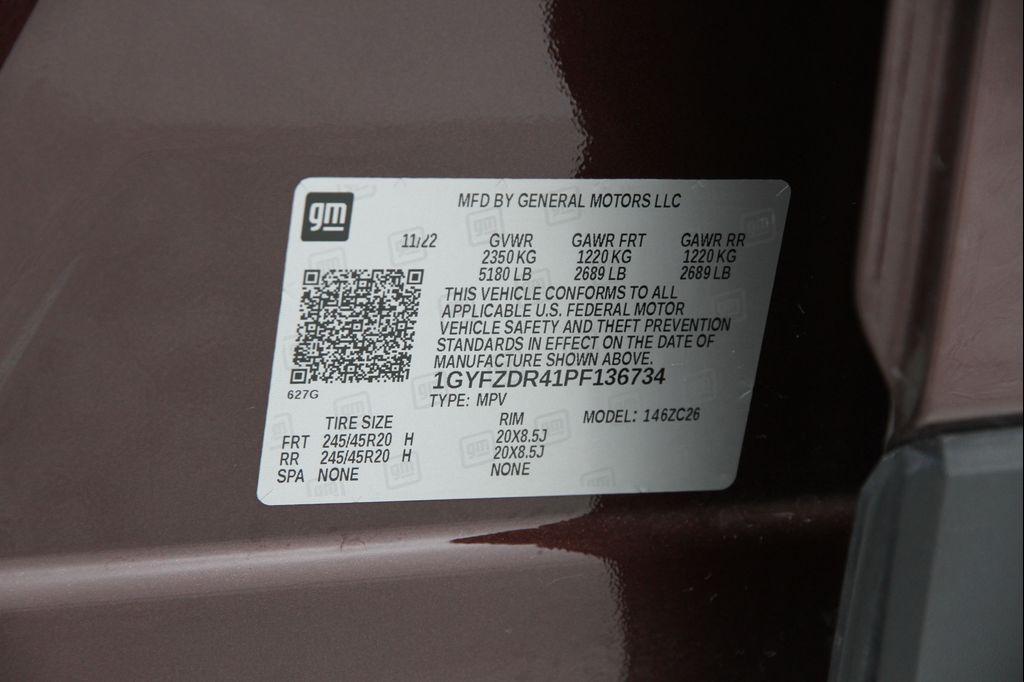 gm
MFD BY GENERAL MOTORS LLC
11/22 GVWR GAWR FRT GAWR RR
2350 KG 1220 KG 1220 KG
5180 LB 2689 LB 2689 LB
THIS VEHICLE CONFORMS TO ALL
APPLICABLE U.S. FEDERAL MOTOR
VEHICLE SAFETY AND THEFT PREVENTION
STANDARDS IN EFFECT ON THE DATE OF
MANUFACTURE SHOWN ABOVE.
1GYFZDR41PF136734
627G
TYPE: MPV
TIRE SIZE RIM MODEL: 146ZC26
FRT 245/45R20 H 20X8.5J
RR 245/45R20 H 20X8.5J
SPA NONE NONE